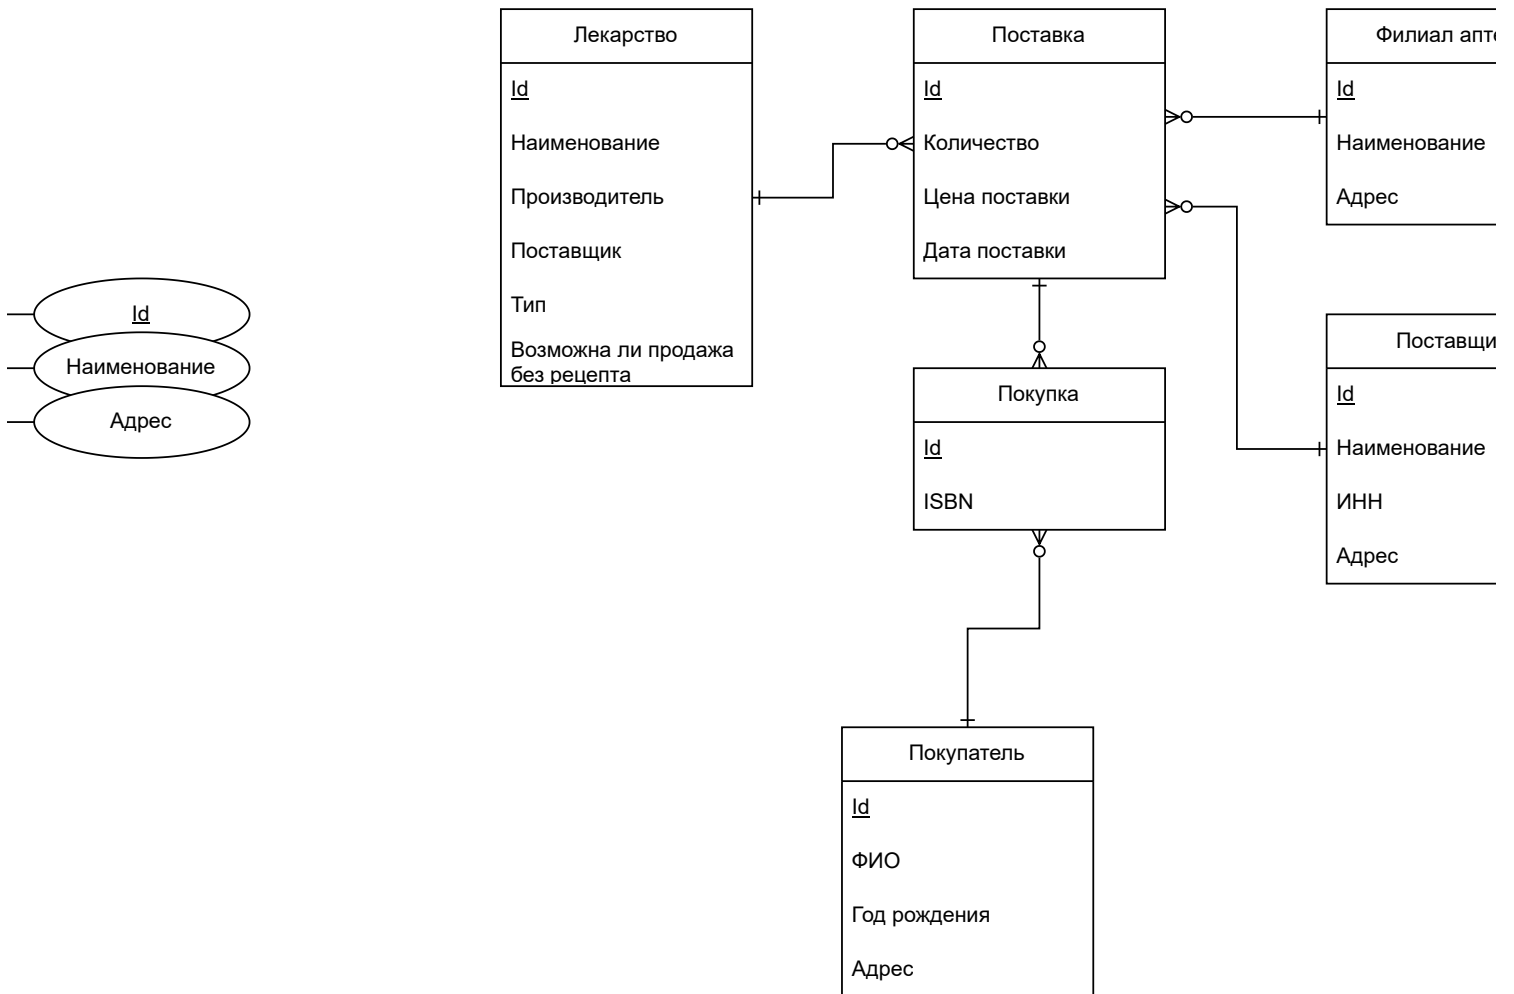 Id
Наименование
Адрес
Лекарство
Id
Наименование
Производитель
Поставщик
Тип
Возможна ли продажа
без рецепта
Поставка
Id
Количество
Цена поставки
Дата поставки
Филиал апте
Id
Наименование
Адрес
Поставщи
Id
Наименование
ИНН
Адрес
Покупка
Id
ISBN
Покупатель
Id
ФИО
Год рождения
Адрес